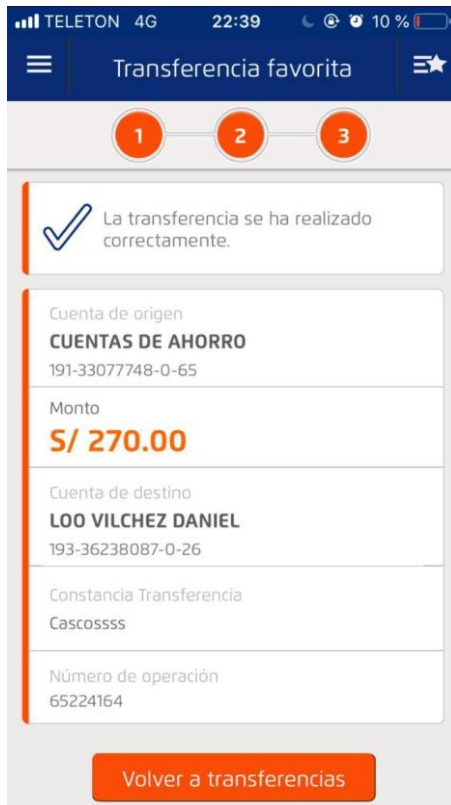 TELETON 4G 22:39 10 %
Transferencia favorita
1 2 3
La transferencia se ha realizado
correctamente.
Cuenta de origen
CUENTAS DE AHORRO
191-33077748-0-65
Monto
S/ 270.00
Cuenta de destino
LOO VILCHEZ DANIEL
193-36238087-0-26
Constancia Transferencia
Cascossss
Número de operación
65224164
Volver a transferencias